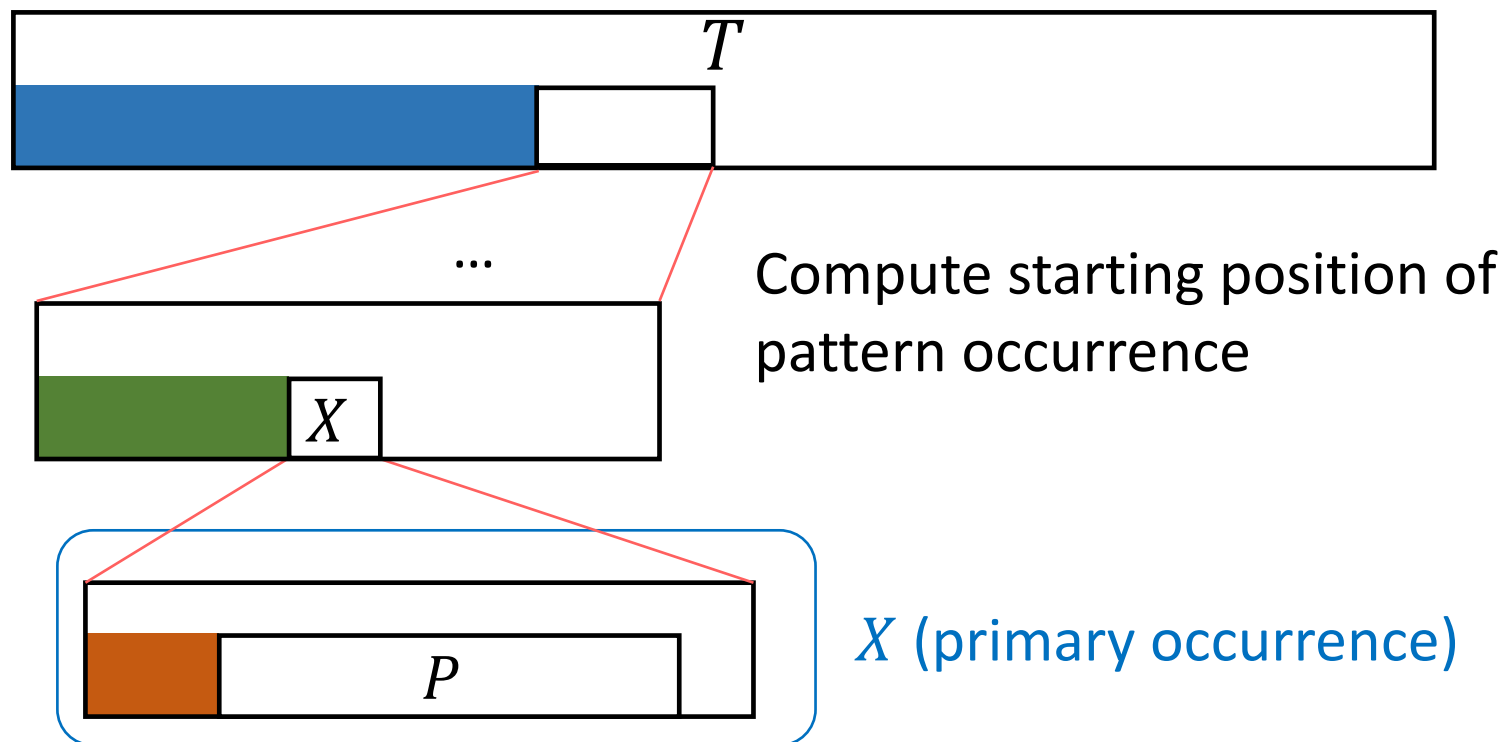 T
...
Compute starting position of
pattern occurrence
X
X (primary occurrence)
P